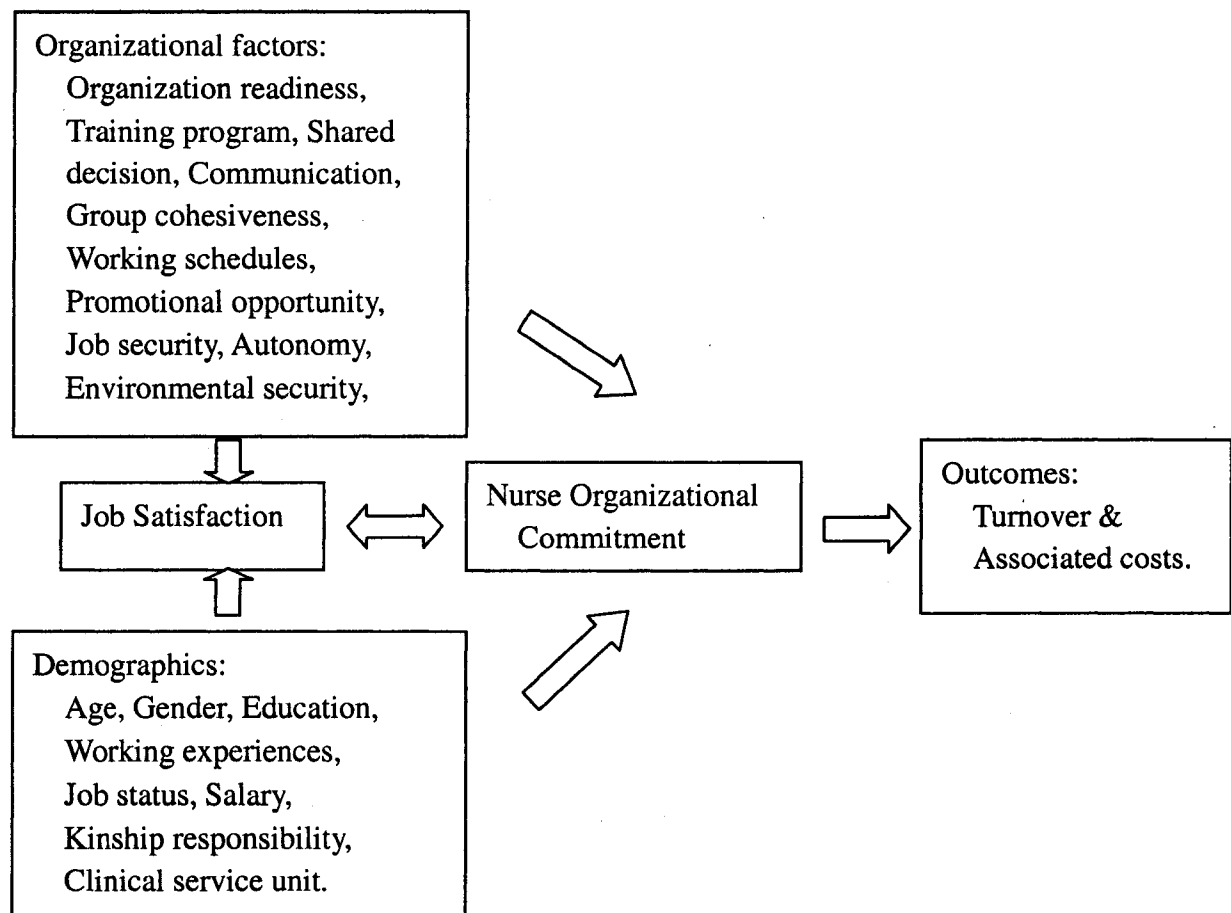 Organizational factors:
Organization readiness,
Training program, Shared
decision, Communication,
Group cohesiveness,
Working schedules,
Promotional opportunity,
Job security, Autonomy,
Environmental security,
Job Satisfaction
Nurse Organizational
Commitment
Outcomes:
Turnover &
Associated costs.
Demographics:
Age, Gender, Education,
Working experiences,
Job status, Salary,
Kinship responsibility,
Clinical service unit.